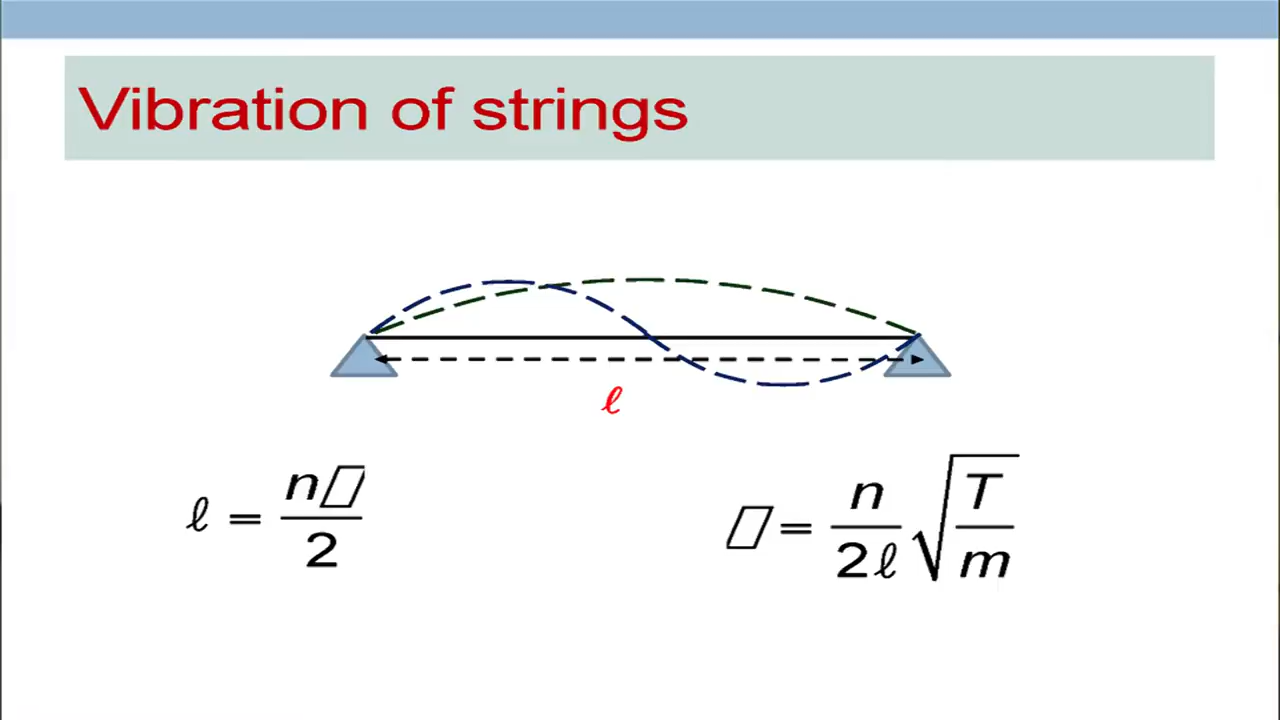 Vibration of strings
ℓ
ℓ = n▯/2
▯ = n/2ℓ √T/m